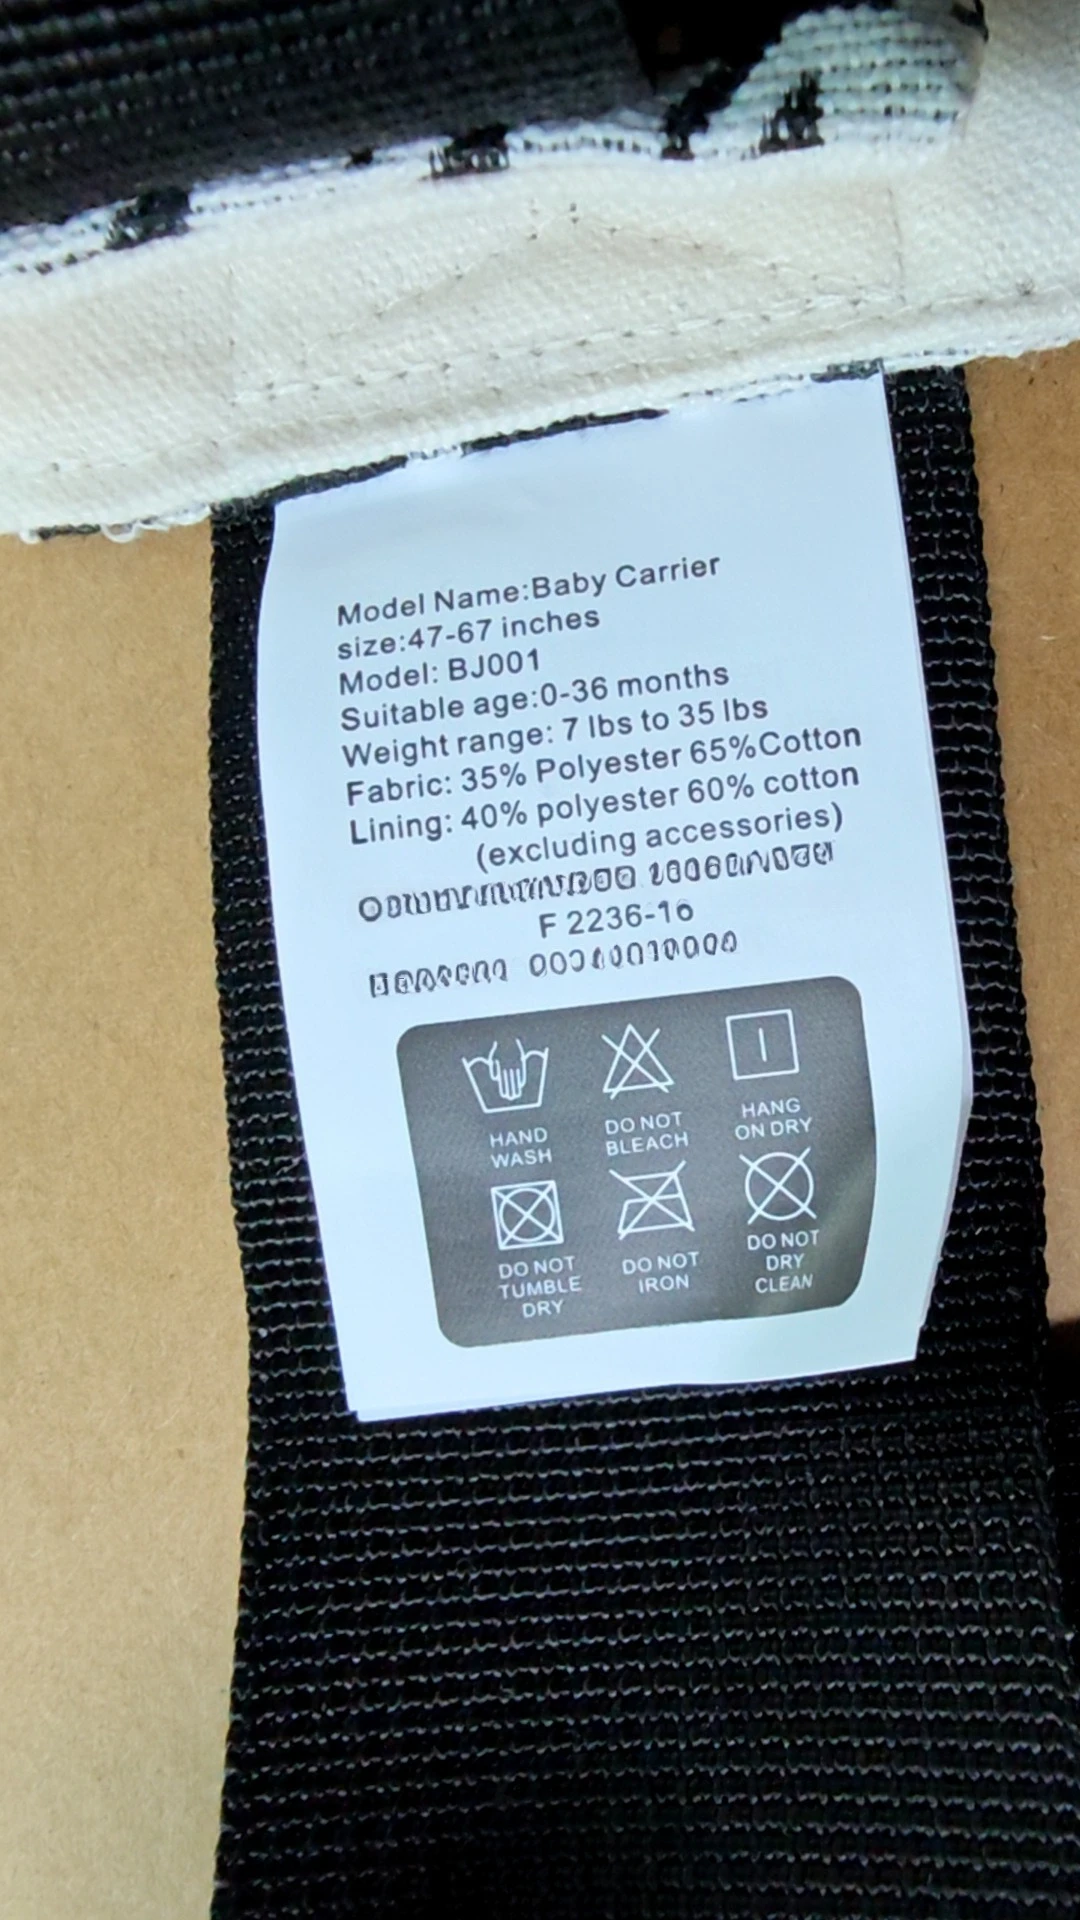 Model Name:Baby Carrier
size:47-67 inches
Model: BJ001
Suitable age:0-36 months
Weight range: 7 lbs to 35 lbs
Fabric: 35% Polyester 65%Cotton
Lining: 40% polyester 60% cotton
(excluding accessories)
F 2236-16
HAND
WASH
DO NOT
BLEACH
HANG
ON DRY
DO NOT
TUMBLE
DRY
DO NOT
IRON
DO NOT
DRY
CLEAN